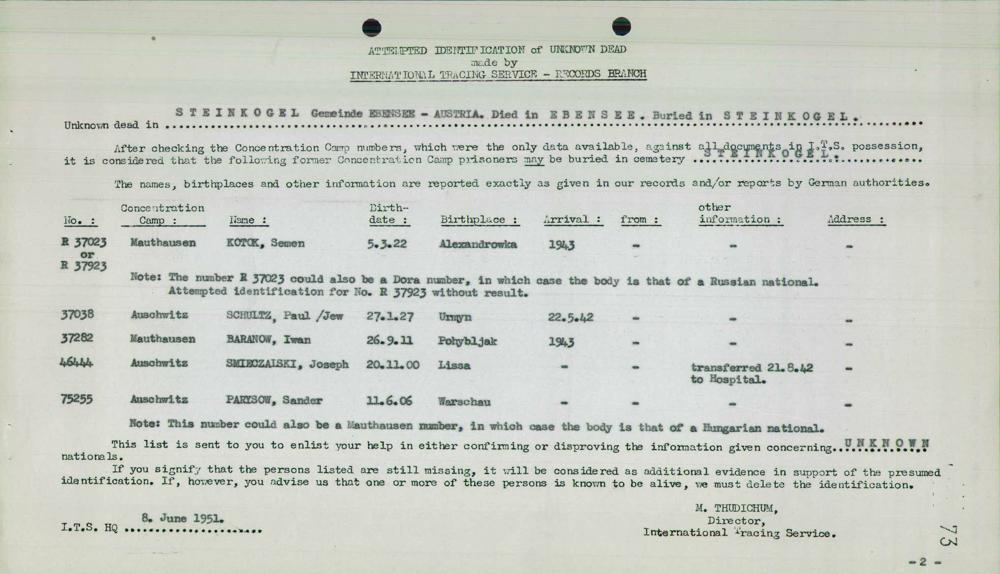 ATTEMPTED IDENTIFICATION of UNKNOWN DEAD
made by
INTERNATIONAL TRACING SERVICE - RECORDS BRANCH
Unknown dead in STEINKOGEL Gemeinde EBENSEE - AUSTRIA. Died in EBENSEE. Buried in STEINKOGEL.
After checking the Concentration Camp numbers, which were the only data available, against all documents in I.T.S. possession,
it is considered that the following former Concentration Camp prisoners may be buried in cemetery STEINKOGEL.
The names, birthplaces and other information are reported exactly as given in our records and/or reports by German authorities.
No. : Concentration Camp : Name : Birth-date : Birthplace : Arrival : from : other information : Address :
R 37023 Mauthausen KOTOK, Semen 5.3.22 Alexandrowka 1943 - - -
or
R 37923
Note: The number R 37023 could also be a Dora number, in which case the body is that of a Russian national.
Attempted identification for No. R 37923 without result.
37038 Auschwitz SCHULTZ, Paul /Jew 27.1.27 Urmyn 22.5.42 - - -
37282 Mauthausen BARANOW, Iwan 26.9.11 Pohybljak 1943 - - -
46444 Auschwitz SMIECZALSKI, Joseph 20.11.00 Lissa - - transferred 21.8.42 -
to Hospital.
75255 Auschwitz PARYSOW, Sander 11.6.06 Warschau - - - -
Note: This number could also be a Mauthausen number, in which case the body is that of a Hungarian national.
This list is sent to you to enlist your help in either confirming or disproving the information given concerning..UNKNOWN
nationals.
If you signify that the persons listed are still missing, it will be considered as additional evidence in support of the presumed
identification. If, however, you advise us that one or more of these persons is known to be alive, we must delete the identification.
M. THUDICHUM,
Director,
International Tracing Service.
I.T.S. HQ 8. June 1951.
73
- 2 -